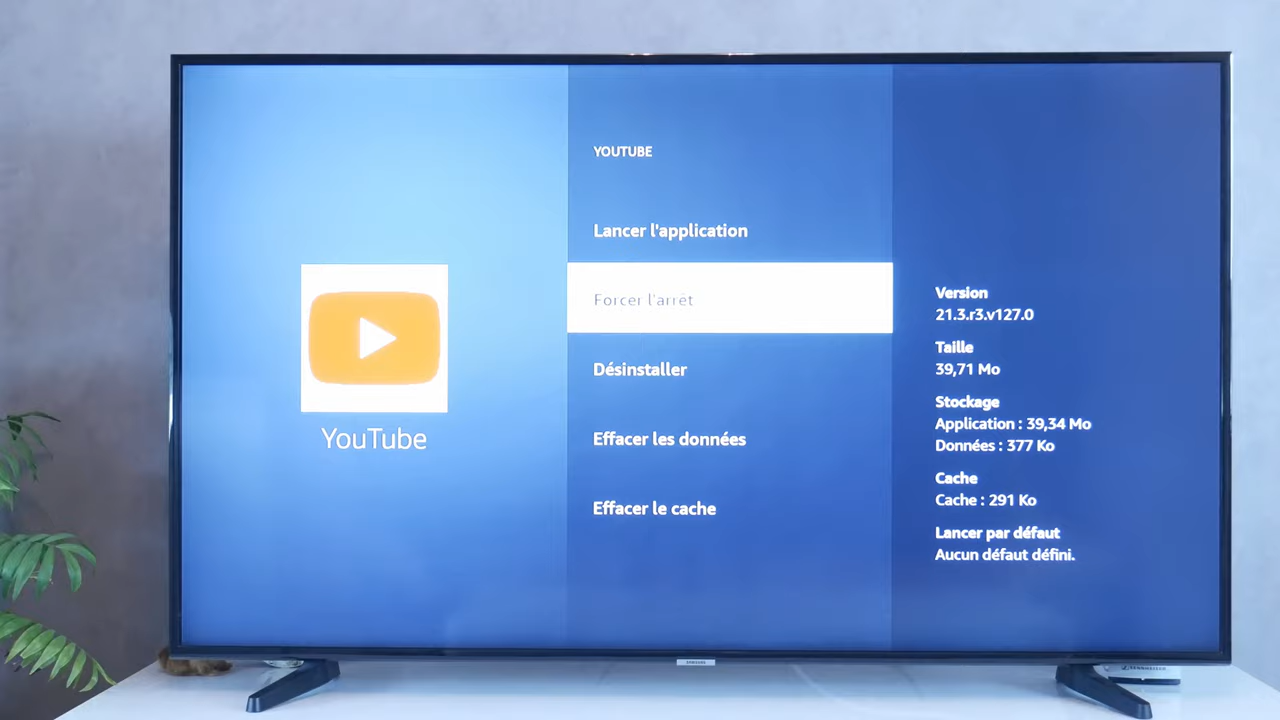 YOUTUBE
Lancer l'application
Forcer l'arrêt
Désinstaller
Effacer les données
Effacer le cache
YouTube
Version
21.3.r3.v127.0
Taille
39,71 Mo
Stockage
Application : 39,34 Mo
Données : 377 Ko
Cache
Cache : 291 Ko
Lancer par défaut
Aucun défaut défini.
SAMSUNG
SENNHEISER